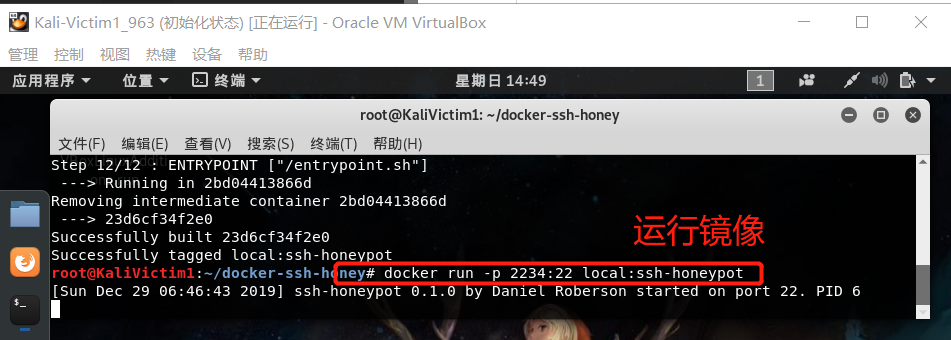 Kali-Victim1_963 (初始化状态) [正在运行] - Oracle VM VirtualBox
管理 控制 视图 热键 设备 帮助
应用程序 位置 终端 星期日 14:49 1
root@KaliVictim1: ~/docker-ssh-honey
文件(F) 编辑(E) 查看(V) 搜索(S) 终端(T) 帮助(H)
Step 12/12 : ENTRYPOINT ["/entrypoint.sh"]
---> Running in 2bd04413866d
Removing intermediate container 2bd04413866d
---> 23d6cf34f2e0
Successfully built 23d6cf34f2e0
Successfully tagged local:ssh-honeypot
运行镜像
root@KaliVictim1:~/docker-ssh-honey# docker run -p 2234:22 local:ssh-honeypot
[Sun Dec 29 06:46:43 2019] ssh-honeypot 0.1.0 by Daniel Roberson started on port 22. PID 6